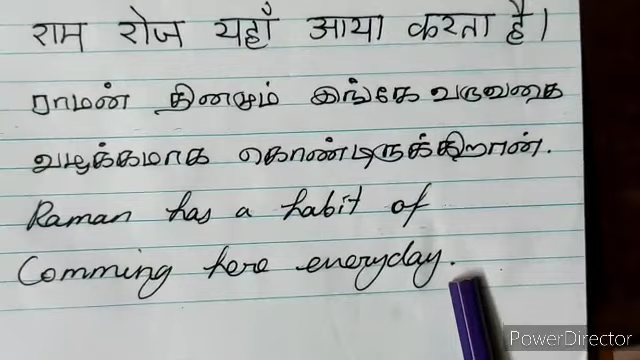 राम रोज यहाँ आया करता है।
ராமன் தினமும் இங்கே வருவதை
வழக்கமாக கொண்டிருக்கிறான்.
Raman has a habit of
Comming here everyday.
PowerDirector